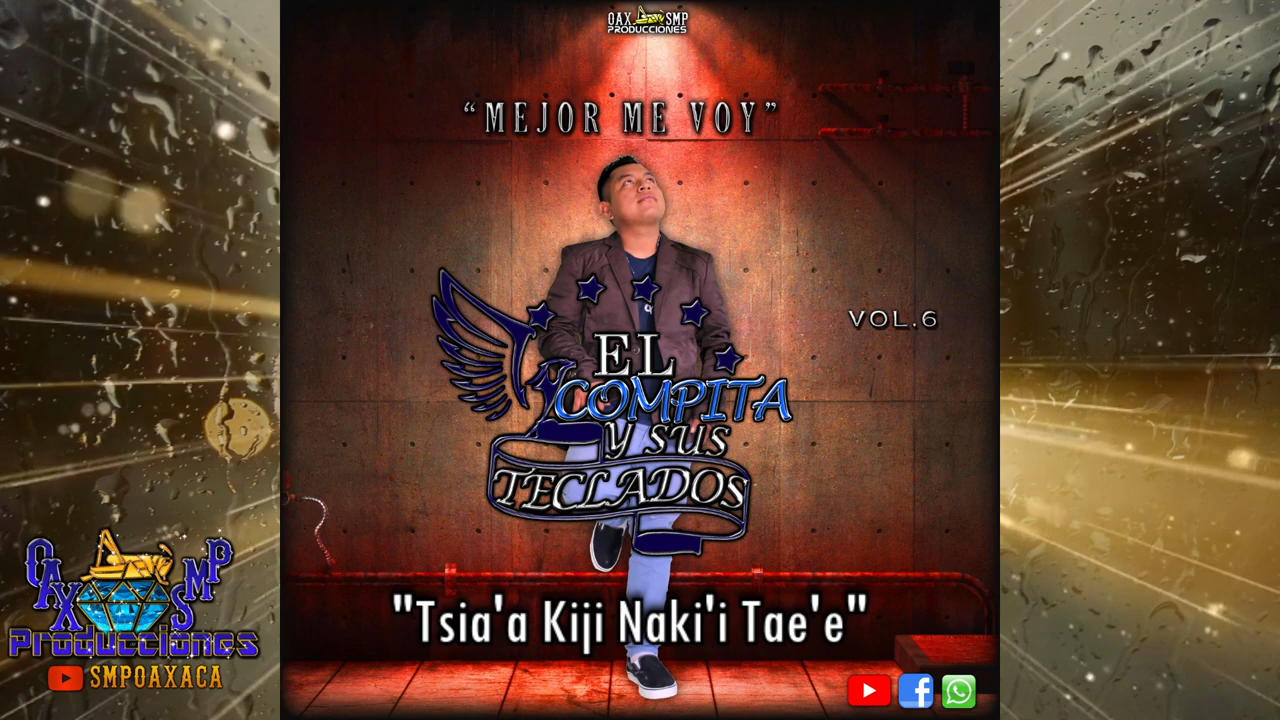 OAX SMP
PRODUCCIONES
“MEJOR ME VOY”
VOL.6
EL
COMPITA
Y SUS
TECLADOS
"Tsia'a Kiji Naki'i Tae'e"
OAX SMP
Producciones
SMPOAXACA